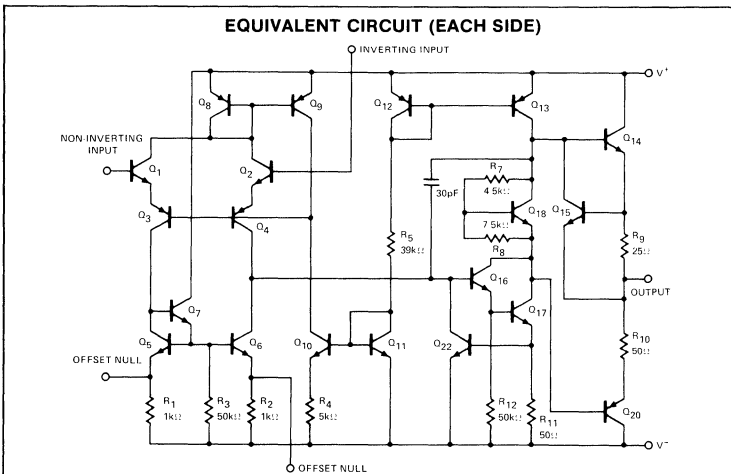 EQUIVALENT CIRCUIT (EACH SIDE)
INVERTING INPUT
V+
Q8
Q9
Q12
Q13
Q14
NON-INVERTING
INPUT
Q1
Q2
R7
4 5kΩ
30pF
Q3
Q4
Q18
Q15
R5
39kΩ
7 5kΩ
R8
R9
25Ω
Q16
OUTPUT
Q7
Q17
Q5
Q6
Q10
Q11
Q22
R10
50Ω
OFFSET NULL
R1
1kΩ
R3
50kΩ
R2
1kΩ
R4
5kΩ
R12
50kΩ
R11
50Ω
Q20
V−
OFFSET NULL